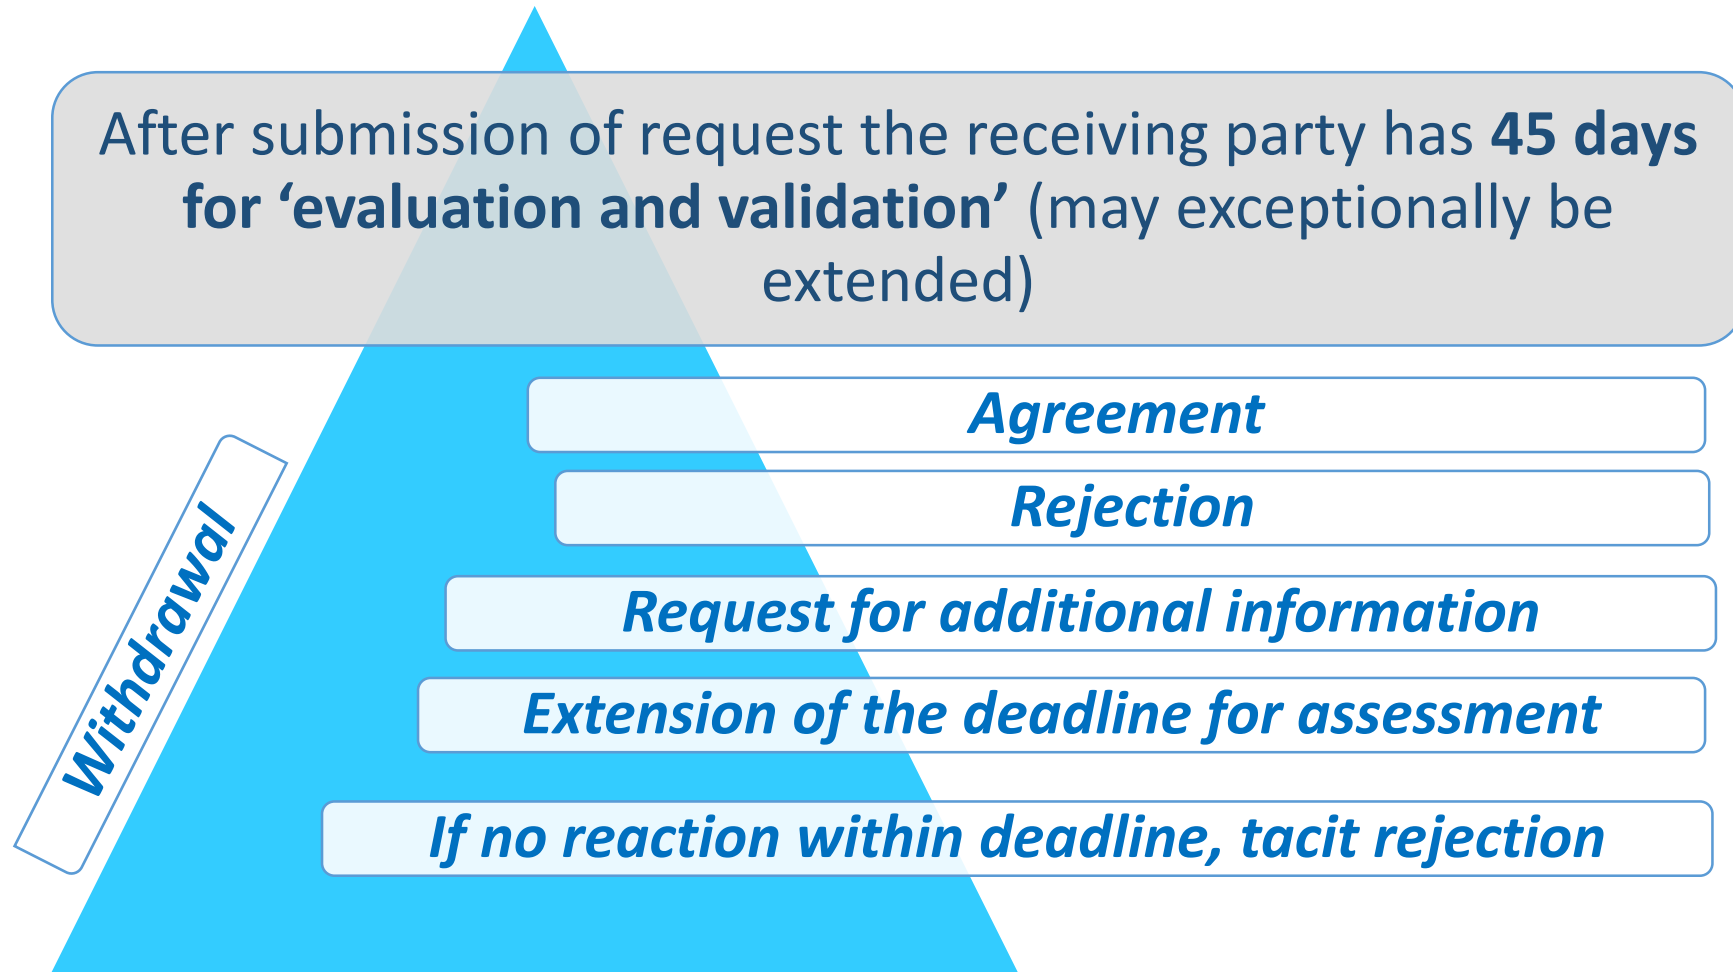 After submission of request the receiving party has 45 days
for ‘evaluation and validation’ (may exceptionally be
extended)
Agreement
Rejection
Request for additional information
Extension of the deadline for assessment
If no reaction within deadline, tacit rejection
Withdrawal